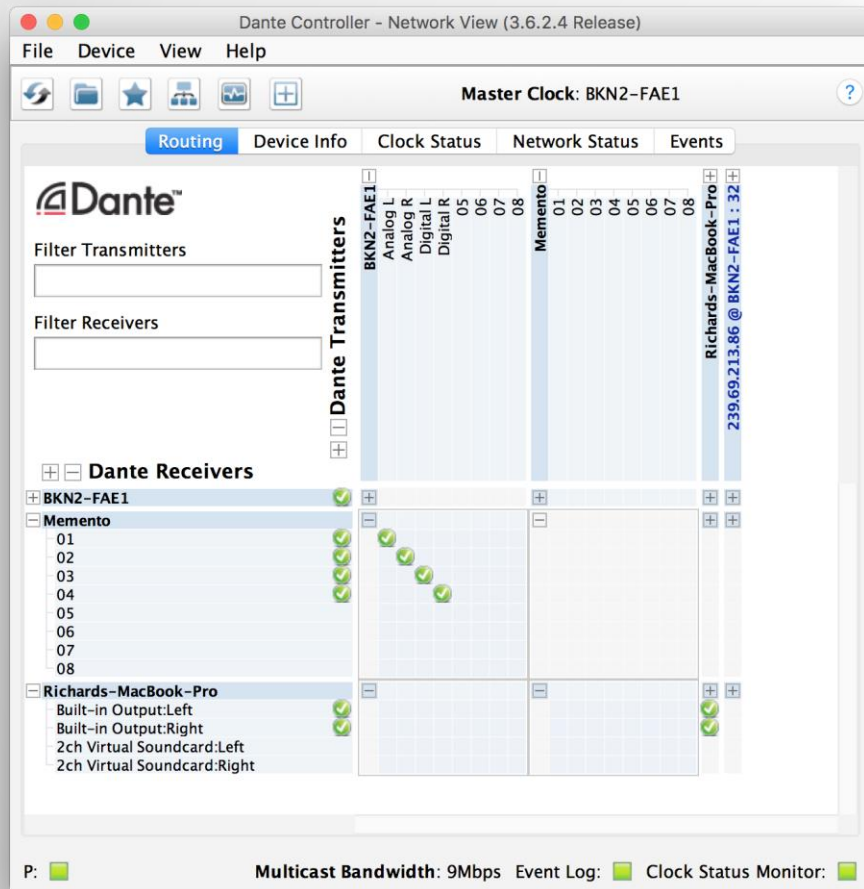 Dante Controller - Network View (3.6.2.4 Release)
File Device View Help
Master Clock: BKN2-FAE1
?
Routing Device Info Clock Status Network Status Events
Dante™
Filter Transmitters
Filter Receivers
Dante Transmitters
BKN2-FAE1
Analog L
Analog R
Digital L
Digital R
05
06
07
08
Memento
01
02
03
04
05
06
07
08
Richards-MacBook-Pro
239.69.213.86 @ BKN2-FAE1 : 32
Dante Receivers
BKN2-FAE1
Memento
01
02
03
04
05
06
07
08
Richards-MacBook-Pro
Built-in Output:Left
Built-in Output:Right
2ch Virtual Soundcard:Left
2ch Virtual Soundcard:Right
P: Multicast Bandwidth: 9Mbps Event Log: Clock Status Monitor: